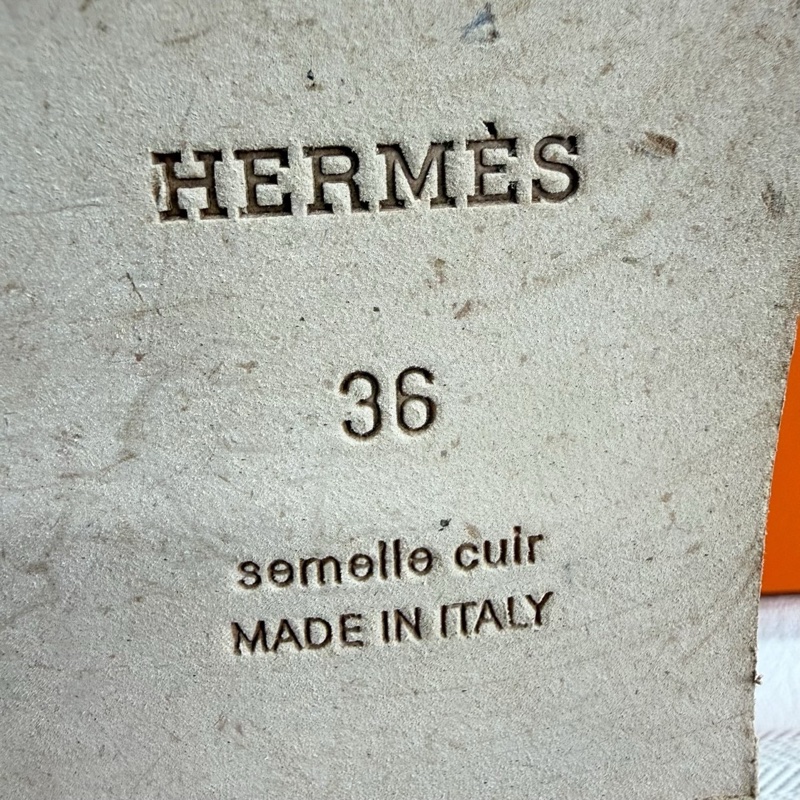 HERMÈS
36
semelle cuir
MADE IN ITALY